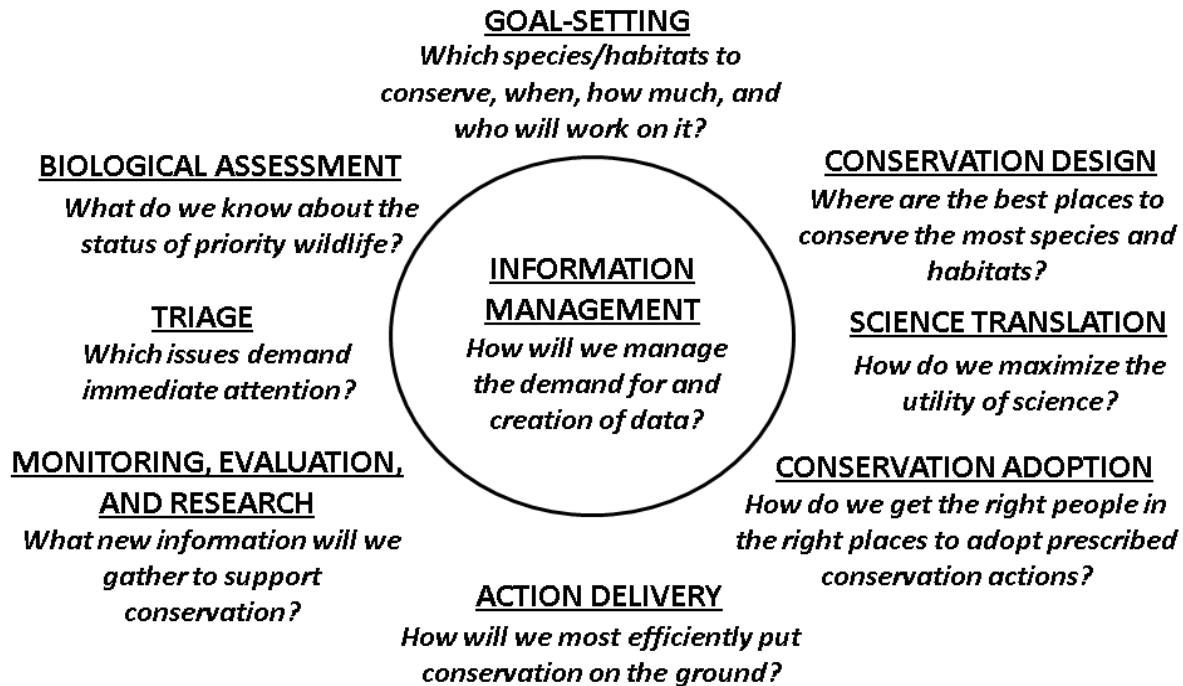 GOAL-SETTING
Which species/habitats to
conserve, when, how much, and
who will work on it?
BIOLOGICAL ASSESSMENT
What do we know about the
status of priority wildlife?
CONSERVATION DESIGN
Where are the best places to
conserve the most species and
habitats?
INFORMATION
MANAGEMENT
How will we manage
the demand for and
creation of data?
TRIAGE
Which issues demand
immediate attention?
SCIENCE TRANSLATION
How do we maximize the
utility of science?
MONITORING, EVALUATION,
AND RESEARCH
What new information will we
gather to support
conservation?
CONSERVATION ADOPTION
How do we get the right people in
the right places to adopt prescribed
conservation actions?
ACTION DELIVERY
How will we most efficiently put
conservation on the ground?